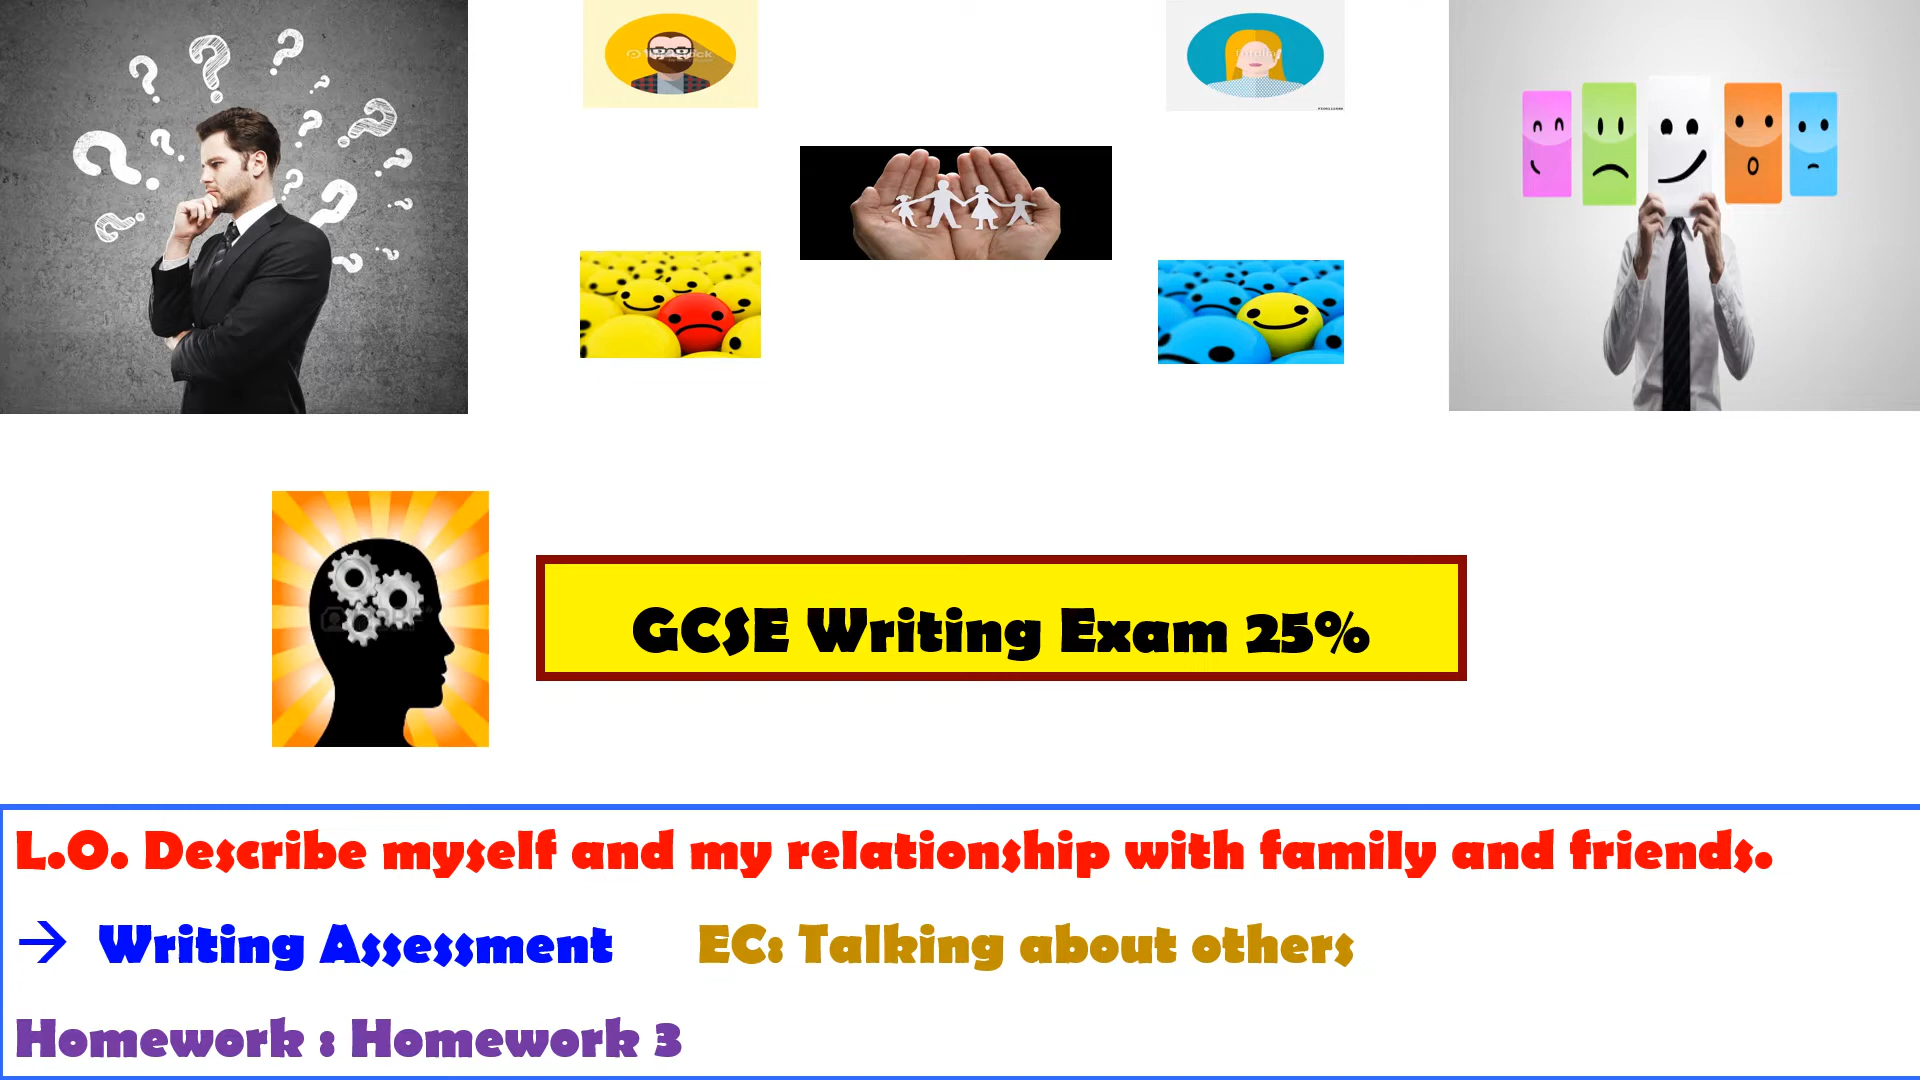 GCSE Writing Exam 25%
L.O. Describe myself and my relationship with family and friends.
→ Writing Assessment EC: Talking about others
Homework : Homework 3